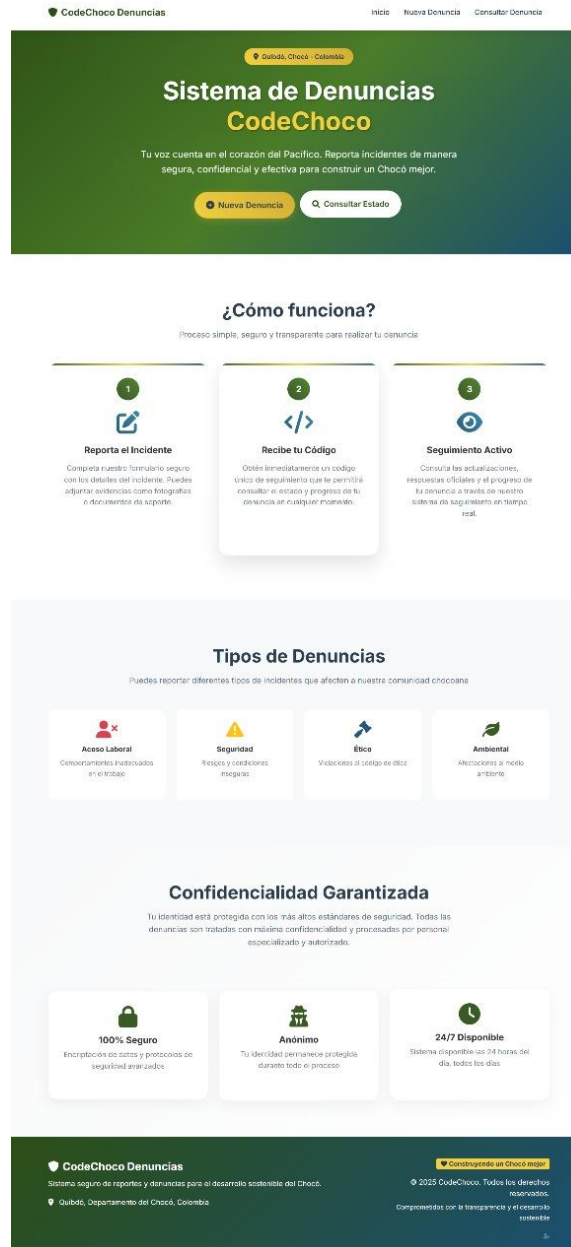 CodeChoco Denuncias
Inicio Nueva Denuncia Consultar Denuncia
Quibdó, Chocó - Colombia
Sistema de Denuncias
CodeChoco
Tu voz cuenta en el corazón del Pacífico. Reporta incidentes de manera
segura, confidencial y efectiva para construir un Chocó mejor.
Nueva Denuncia
Consultar Estado
¿Cómo funciona?
Proceso simple, seguro y transparente para realizar tu denuncia
1
Reporta el Incidente
Completa nuestro formulario seguro
con los detalles del incidente. Puedes
adjuntar evidencias como fotografías
o documentos de soporte.
2
Recibe tu Código
Obtén inmediatamente un código
único de seguimiento que te permitirá
consultar el estado y progreso de tu
denuncia en cualquier momento.
3
Seguimiento Activo
Consulta las actualizaciones,
respuestas oficiales y el progreso de
tu denuncia a través de nuestro
sistema de seguimiento en tiempo
real.
Tipos de Denuncias
Puedes reportar diferentes tipos de incidentes que afecten a nuestra comunidad chocoana
Acoso Laboral
Comportamientos inadecuados
en el trabajo
Seguridad
Riesgos y condiciones
inseguras
Ético
Violaciones al código de ética
Ambiental
Afectaciones al medio
ambiente
Confidencialidad Garantizada
Tu identidad está protegida con los más altos estándares de seguridad. Todas las
denuncias son tratadas con máxima confidencialidad y procesadas por personal
especializado y autorizado.
100% Seguro
Encriptación de datos y protocolos de
seguridad avanzados
Anónimo
Tu identidad permanece protegida
durante todo el proceso
24/7 Disponible
Sistema disponible las 24 horas del
día, todos los días
CodeChoco Denuncias
Sistema seguro de reportes y denuncias para el desarrollo sostenible del Chocó.
Quibdó, Departamento del Chocó, Colombia
Construyendo un Chocó mejor
© 2025 CodeChoco. Todos los derechos
reservados.
Comprometidos con la transparencia y el desarrollo
sostenible